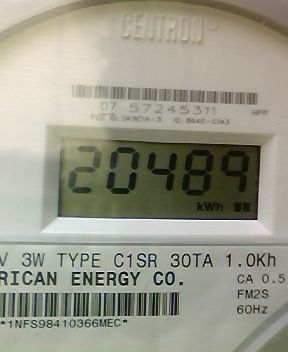 CENTRON®
07 57245311 HPP
20489
kWh
V 3W TYPE C1SR 30TA 1.0Kh
RICAN ENERGY CO. CA 0.5
FM2S
*1NFS98410366MEC* 60Hz